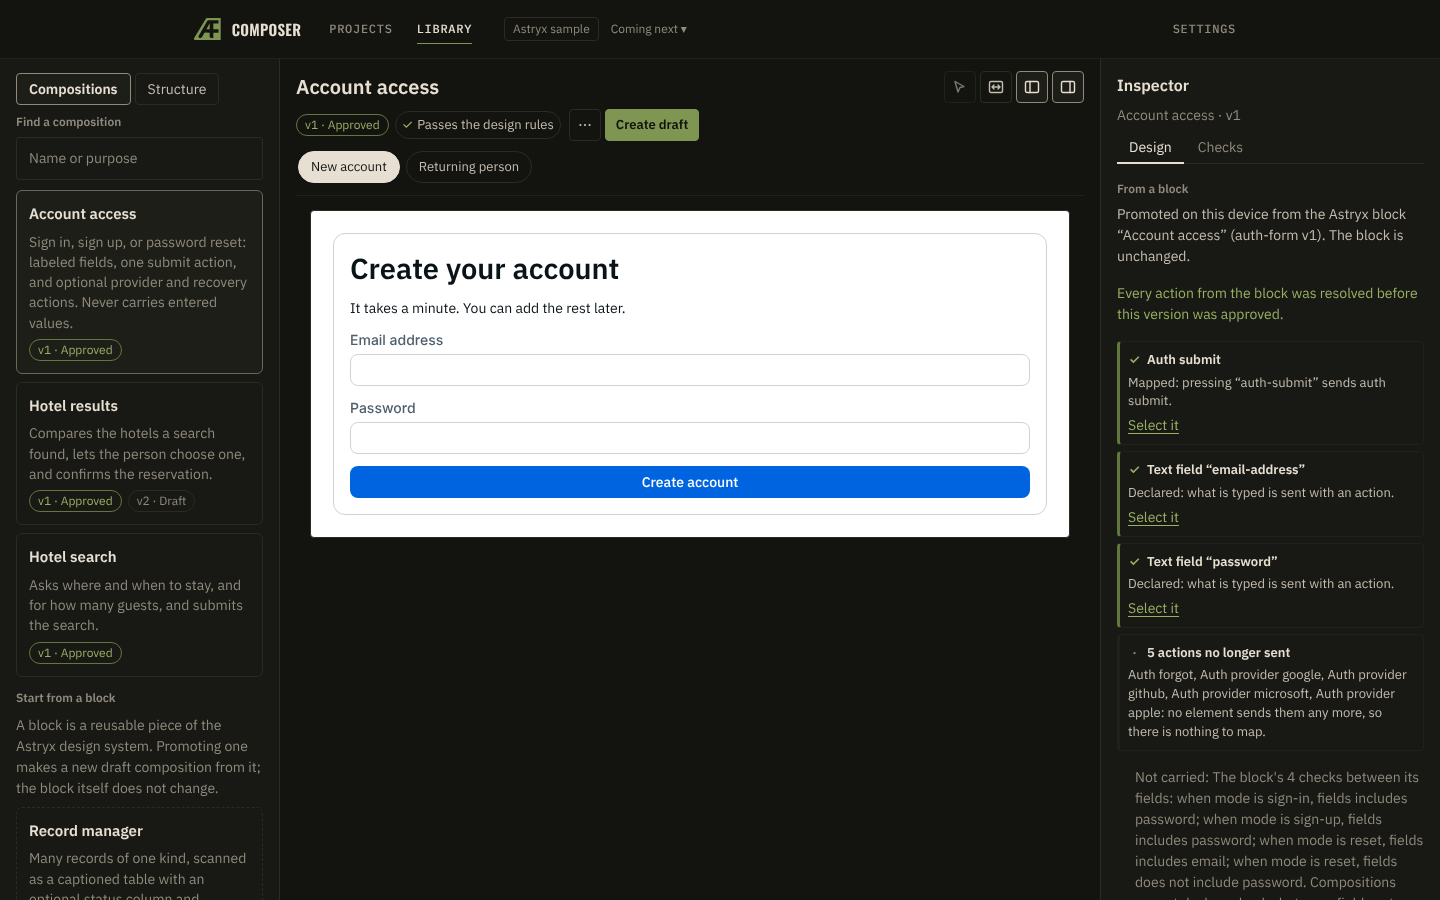 COMPOSER
PROJECTS
LIBRARY
Astryx sample
Coming next ▾
SETTINGS
Compositions
Structure
Find a composition
Name or purpose
Account access
Sign in, sign up, or password reset:
labeled fields, one submit action,
and optional provider and recovery
actions. Never carries entered
values.
v1 · Approved
Hotel results
Compares the hotels a search
found, lets the person choose one,
and confirms the reservation.
v1 · Approved
v2 · Draft
Hotel search
Asks where and when to stay, and
for how many guests, and submits
the search.
v1 · Approved
Start from a block
A block is a reusable piece of the
Astryx design system. Promoting one
makes a new draft composition from it;
the block itself does not change.
Record manager
Many records of one kind, scanned
as a captioned table with an
optional status column and
Account access
v1 · Approved
✓ Passes the design rules
···
Create draft
New account
Returning person
Create your account
It takes a minute. You can add the rest later.
Email address
Password
Create account
Inspector
Account access · v1
Design
Checks
From a block
Promoted on this device from the Astryx block
“Account access” (auth-form v1). The block is
unchanged.
Every action from the block was resolved before
this version was approved.
✓ Auth submit
Mapped: pressing “auth-submit” sends auth
submit.
Select it
✓ Text field “email-address”
Declared: what is typed is sent with an action.
Select it
✓ Text field “password”
Declared: what is typed is sent with an action.
Select it
· 5 actions no longer sent
Auth forgot, Auth provider google, Auth provider
github, Auth provider microsoft, Auth provider
apple: no element sends them any more, so
there is nothing to map.
Not carried: The block's 4 checks between its
fields: when mode is sign-in, fields includes
password; when mode is sign-up, fields
includes password; when mode is reset, fields
includes email; when mode is reset, fields
does not include password. Compositions